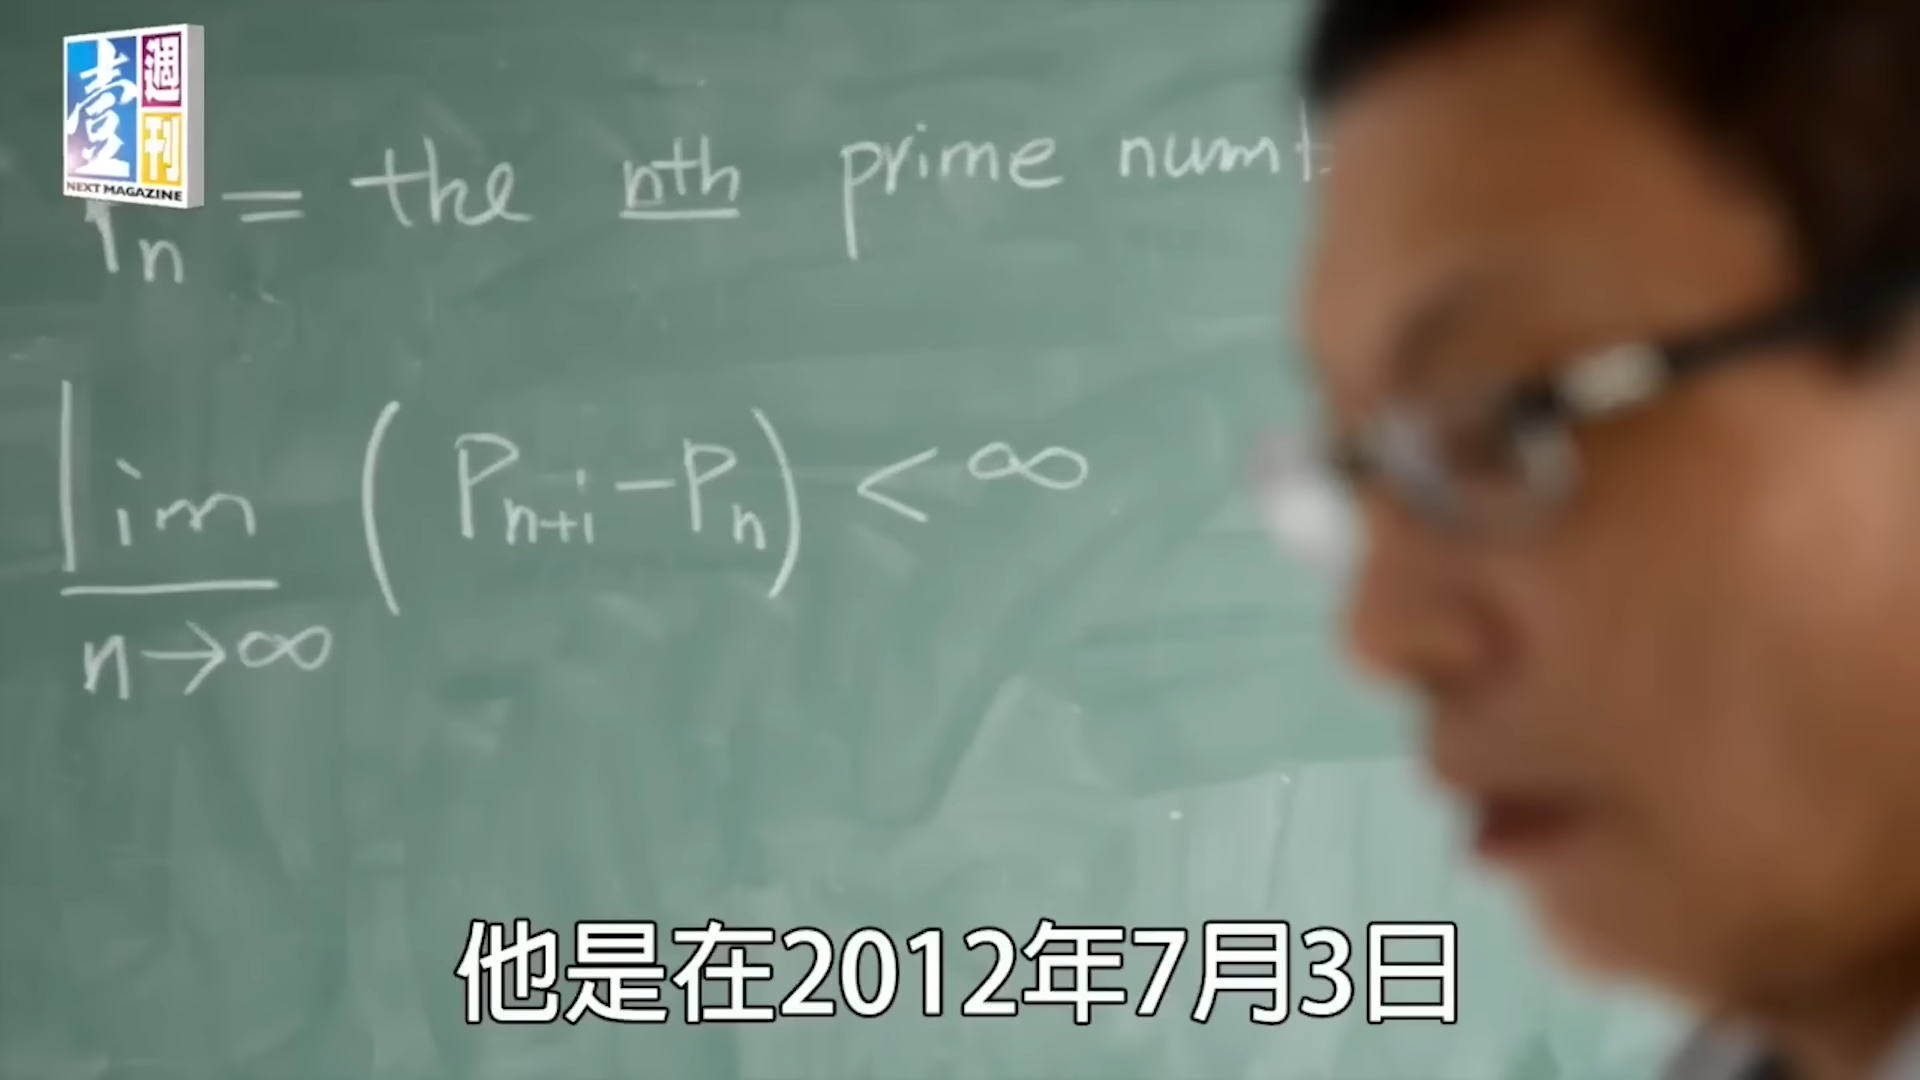 壹週刊
NEXT MAGAZINE
Pn = the nth prime
lim ( Pn+i - Pn ) < ∞
n→∞
他是在2012年7月3日